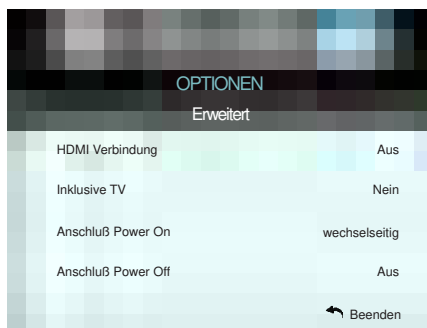 OPTIONEN
Erweitert
HDMI Verbindung Aus
Inklusive TV Nein
Anschluß Power On wechselseitig
Anschluß Power Off Aus
Beenden